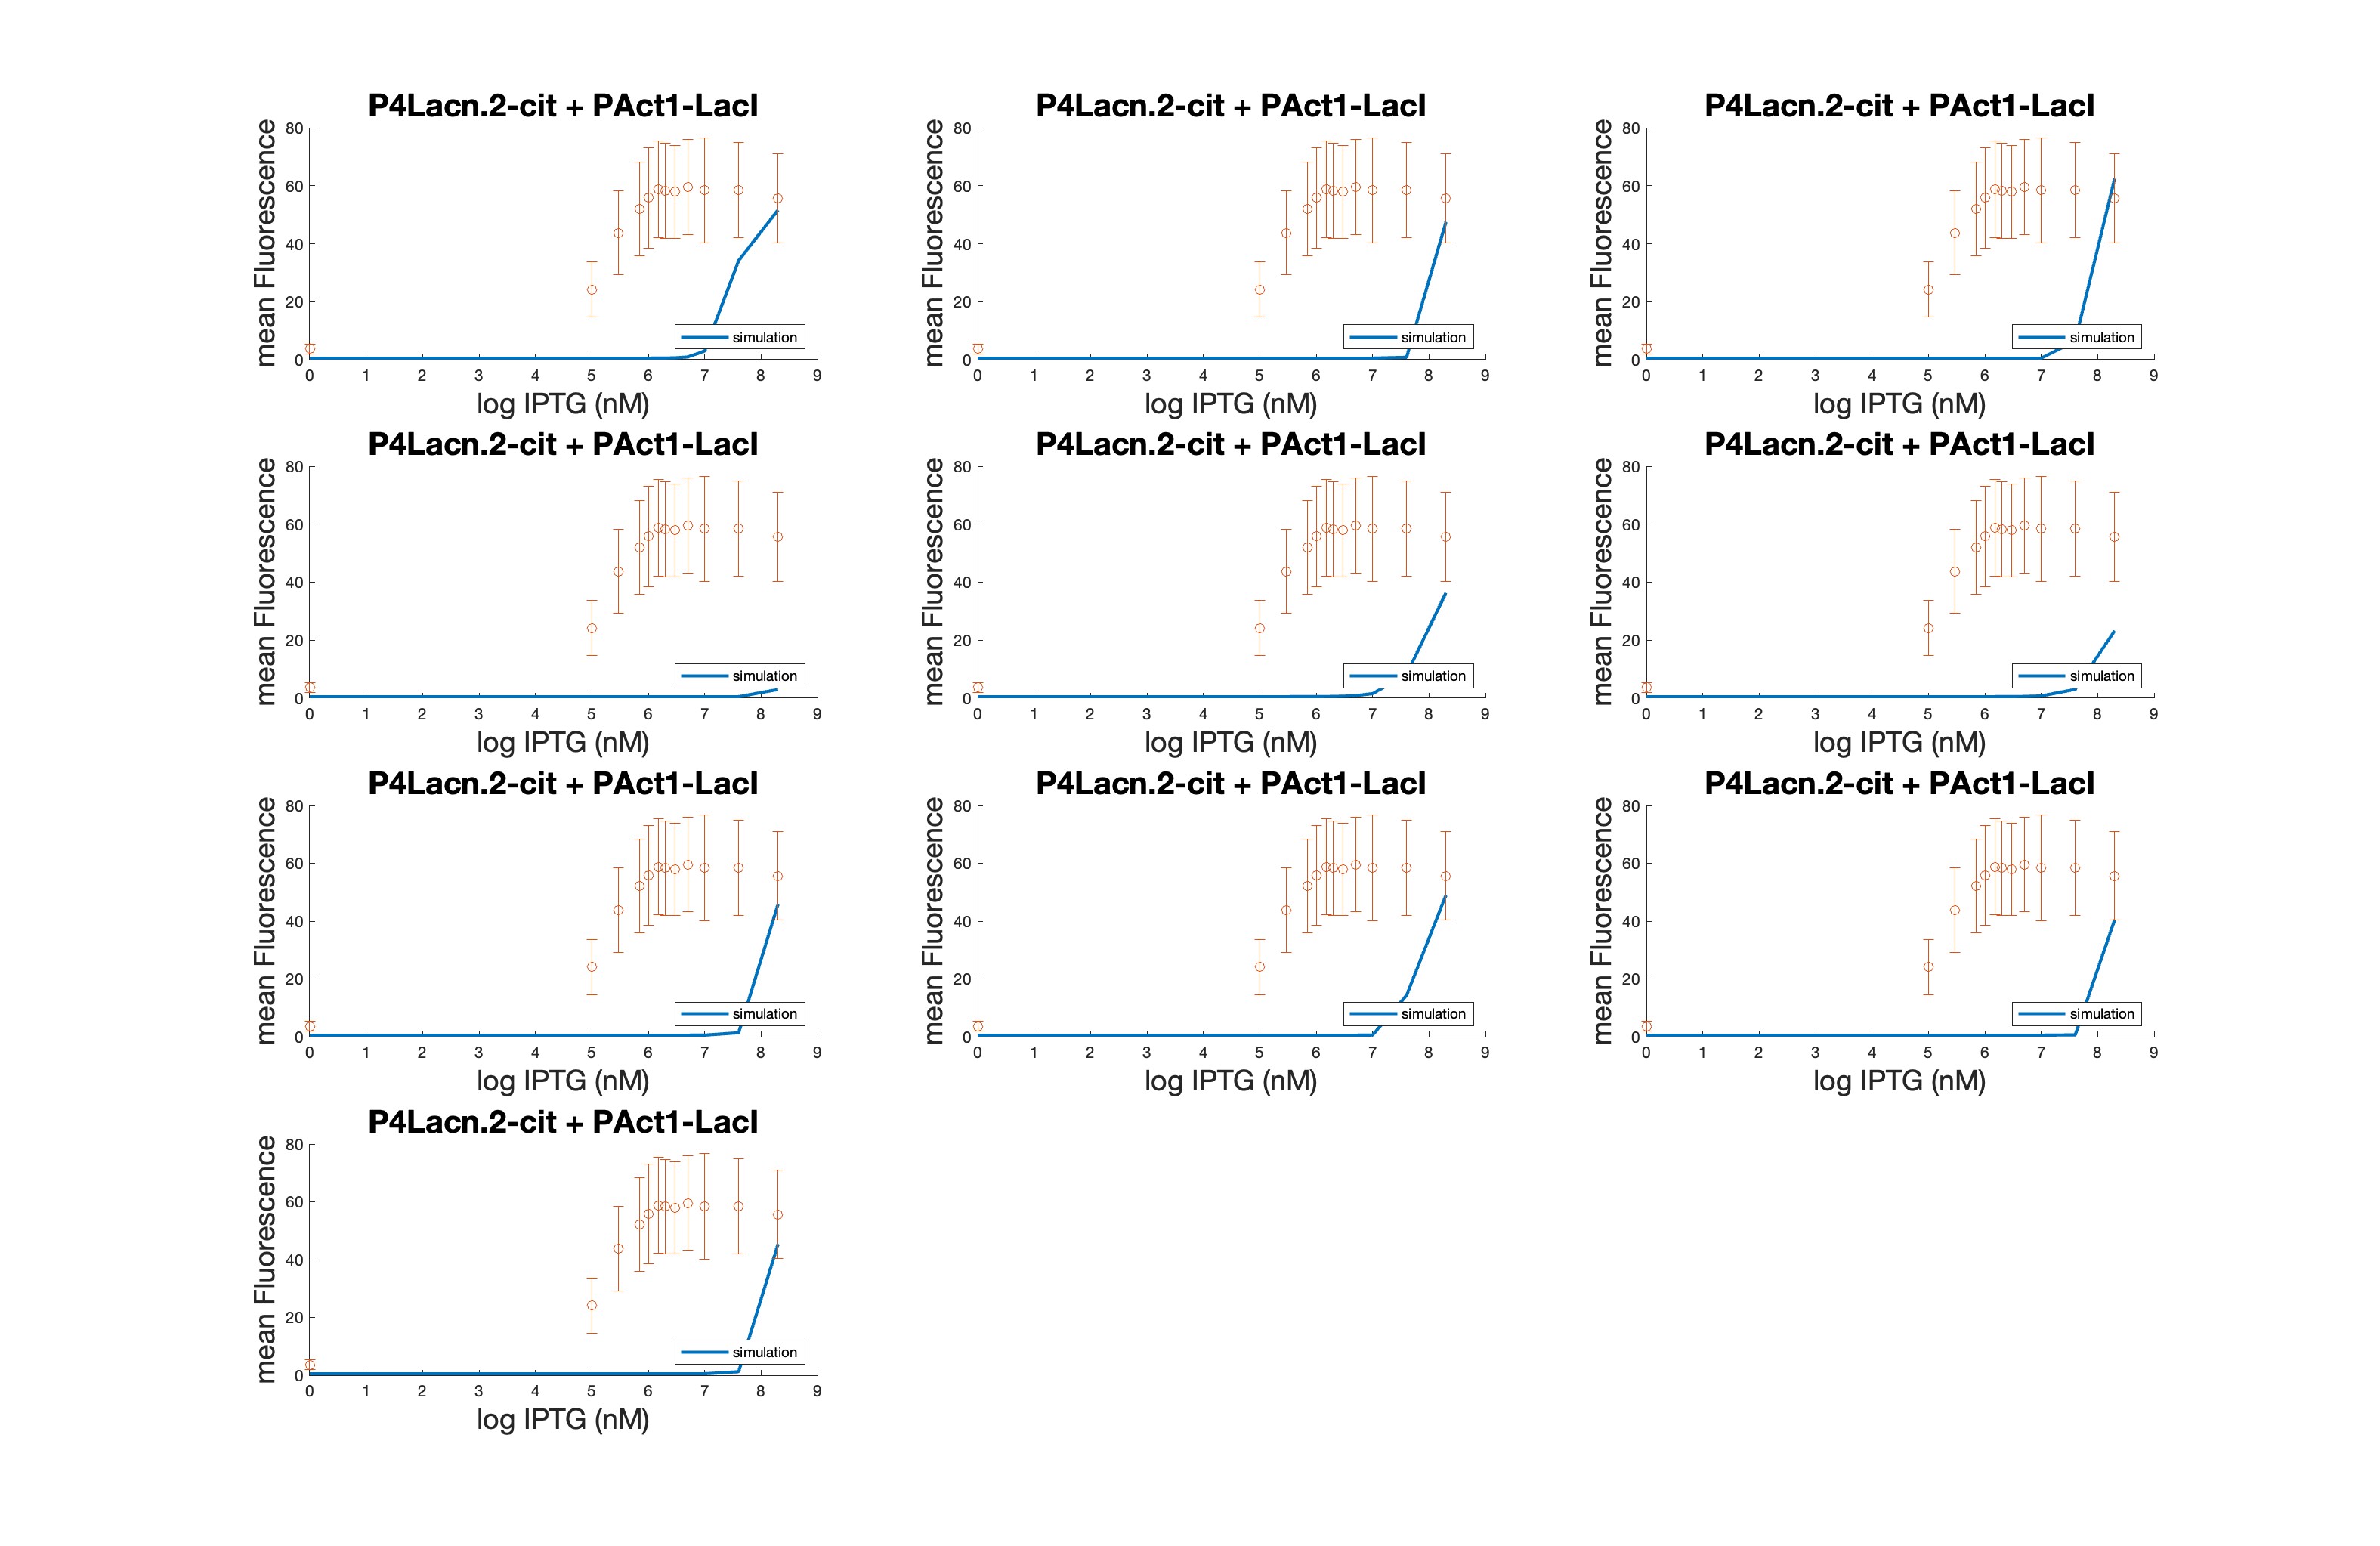 P4Lacn.2-cit + PAct1-LacI
mean Fluorescence
80
60
40
20
0
simulation
0 1 2 3 4 5 6 7 8 9
log IPTG (nM)
P4Lacn.2-cit + PAct1-LacI
mean Fluorescence
80
60
40
20
0
simulation
0 1 2 3 4 5 6 7 8 9
log IPTG (nM)
P4Lacn.2-cit + PAct1-LacI
mean Fluorescence
80
60
40
20
0
simulation
0 1 2 3 4 5 6 7 8 9
log IPTG (nM)
P4Lacn.2-cit + PAct1-LacI
mean Fluorescence
80
60
40
20
0
simulation
0 1 2 3 4 5 6 7 8 9
log IPTG (nM)
P4Lacn.2-cit + PAct1-LacI
mean Fluorescence
80
60
40
20
0
simulation
0 1 2 3 4 5 6 7 8 9
log IPTG (nM)
P4Lacn.2-cit + PAct1-LacI
mean Fluorescence
80
60
40
20
0
simulation
0 1 2 3 4 5 6 7 8 9
log IPTG (nM)
P4Lacn.2-cit + PAct1-LacI
mean Fluorescence
80
60
40
20
0
simulation
0 1 2 3 4 5 6 7 8 9
log IPTG (nM)
P4Lacn.2-cit + PAct1-LacI
mean Fluorescence
80
60
40
20
0
simulation
0 1 2 3 4 5 6 7 8 9
log IPTG (nM)
P4Lacn.2-cit + PAct1-LacI
mean Fluorescence
80
60
40
20
0
simulation
0 1 2 3 4 5 6 7 8 9
log IPTG (nM)
P4Lacn.2-cit + PAct1-LacI
mean Fluorescence
80
60
40
20
0
simulation
0 1 2 3 4 5 6 7 8 9
log IPTG (nM)